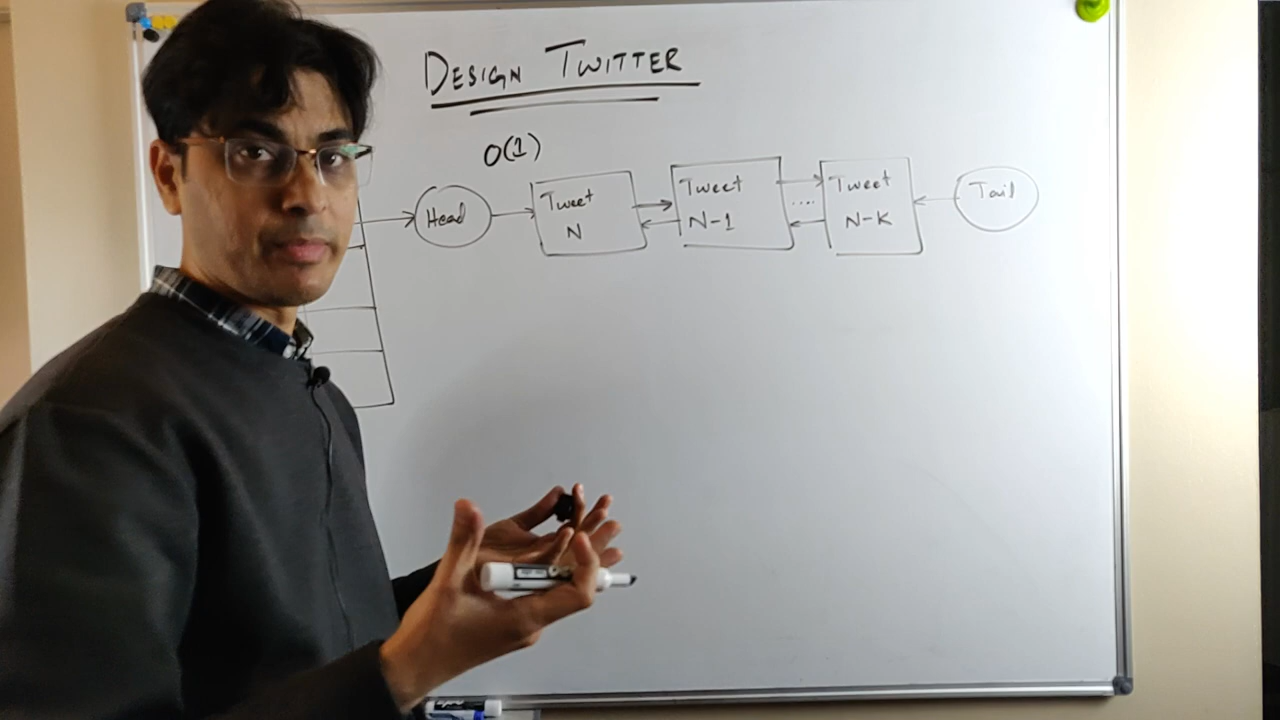 DESIGN TWITTER
O(1)
Head
Tweet
N
Tweet
N-1
....
Tweet
N-K
Tail